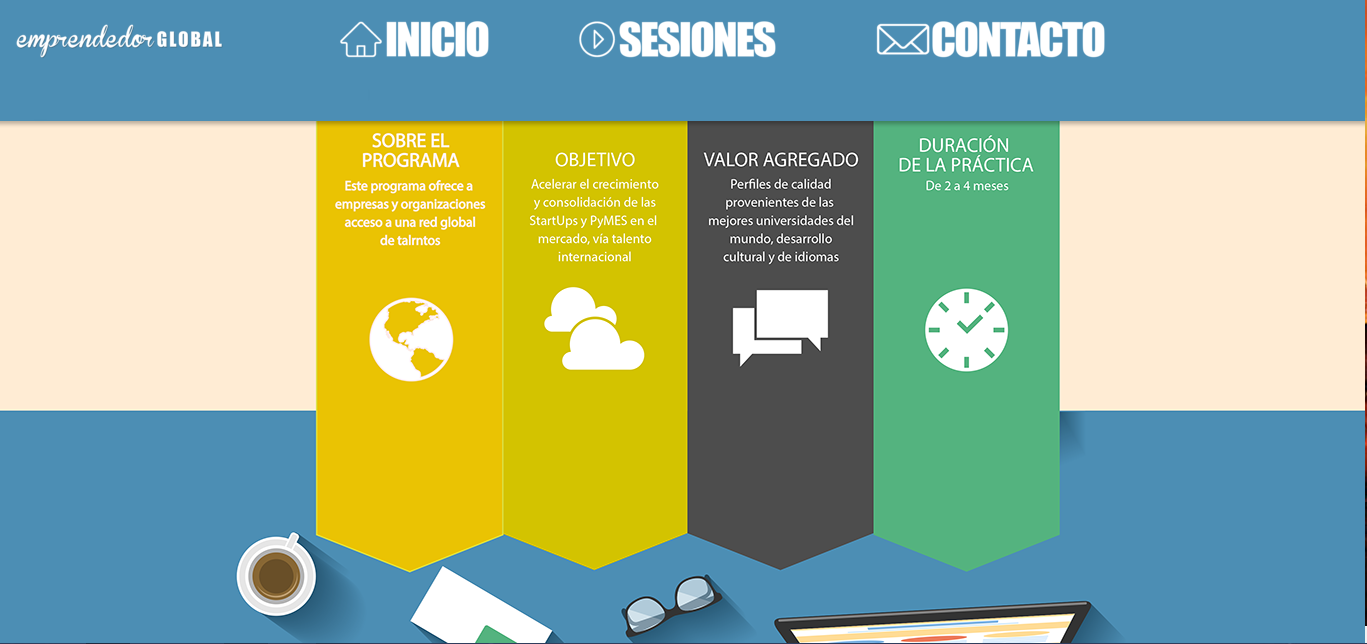 emprendedor GLOBAL
INICIO
SESIONES
CONTACTO
SOBRE EL
PROGRAMA
Este programa ofrece a
empresas y organizaciones
acceso a una red global
de talrntos
OBJETIVO
Acelerar el crecimiento
y consolidación de las
StartUps y PyMES en el
mercado, vía talento
internacional
VALOR AGREGADO
Perfiles de calidad
provenientes de las
mejores universidades del
mundo, desarrollo
cultural y de idiomas
DURACIÓN
DE LA PRÁCTICA
De 2 a 4 meses